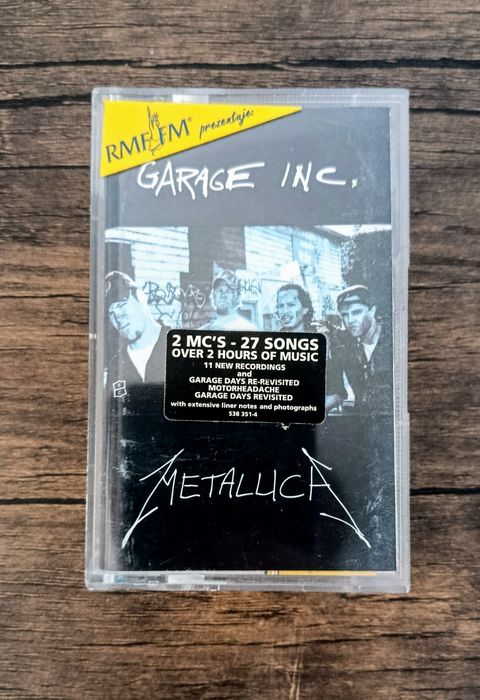 RMF FM® prezentuje:
GARAGE INC.
2 MC'S - 27 SONGS
OVER 2 HOURS OF MUSIC
11 NEW RECORDINGS
and
GARAGE DAYS RE-REVISITED
MOTORHEADACHE
GARAGE DAYS REVISITED
with extensive liner notes and photographs
538 351-4
METALLICA